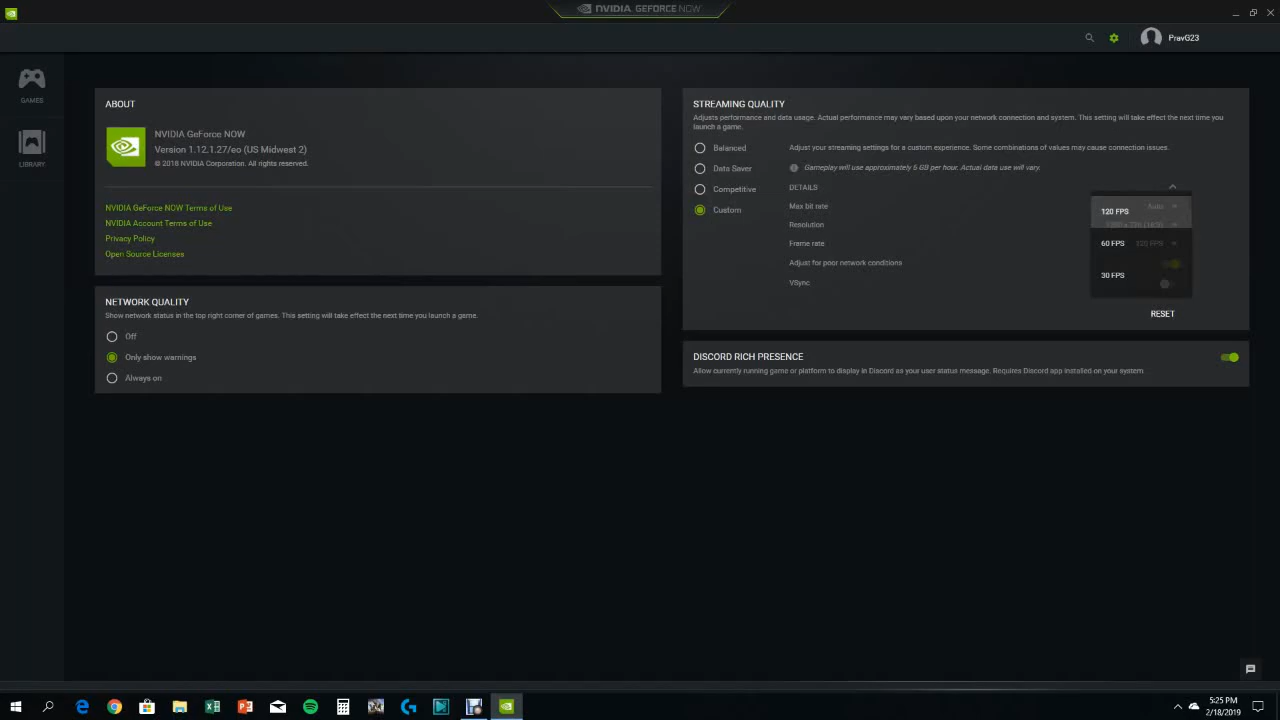 NVIDIA GEFORCE NOW
PravG23
GAMES
LIBRARY
ABOUT
NVIDIA GeForce NOW
Version 1.12.1.27/eo (US Midwest 2)
© 2018 NVIDIA Corporation. All rights reserved.
NVIDIA GeForce NOW Terms of Use
NVIDIA Account Terms of Use
Privacy Policy
Open Source Licenses
NETWORK QUALITY
Show network status in the top right corner of games. This setting will take effect the next time you launch a game.
Off
Only show warnings
Always on
STREAMING QUALITY
Adjusts performance and data usage. Actual performance may vary based upon your network connection and system. This setting will take effect the next time you
launch a game.
Balanced
Data Saver
Competitive
Custom
Adjust your streaming settings for a custom experience. Some combinations of values may cause connection issues.
Gameplay will use approximately 6 GB per hour. Actual data use will vary.
DETAILS
Max bit rate
Auto
Resolution
Frame rate
120 FPS
Adjust for poor network conditions
VSync
120 FPS
60 FPS
30 FPS
RESET
DISCORD RICH PRESENCE
Allow currently running game or platform to display in Discord as your user status message. Requires Discord app installed on your system.
5:25 PM
2/18/2019